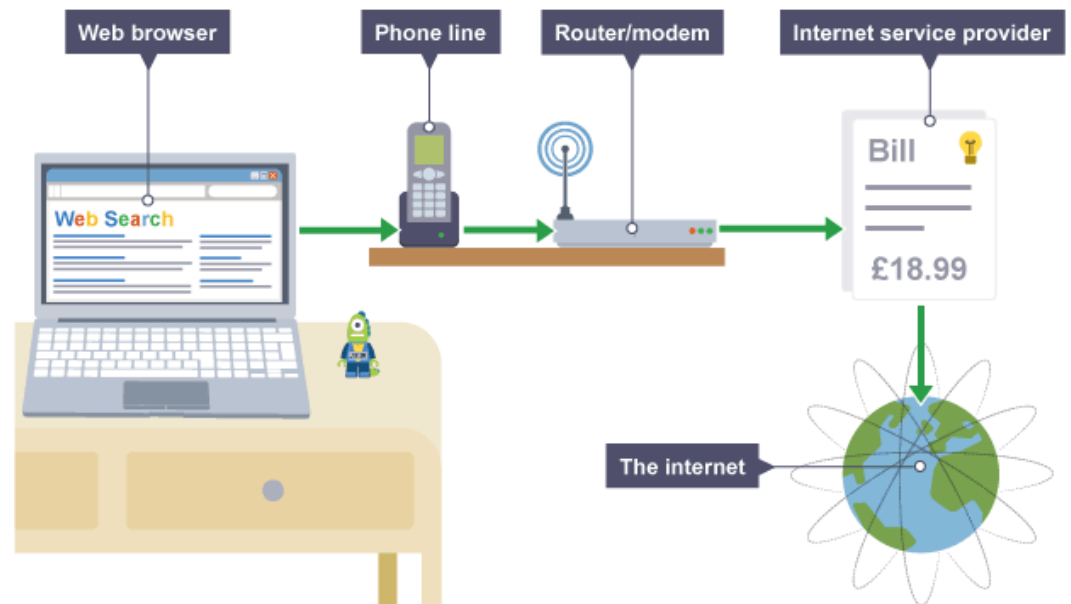 Web browser
Phone line
Router/modem
Internet service provider
Web Search
Bill
£18.99
The internet